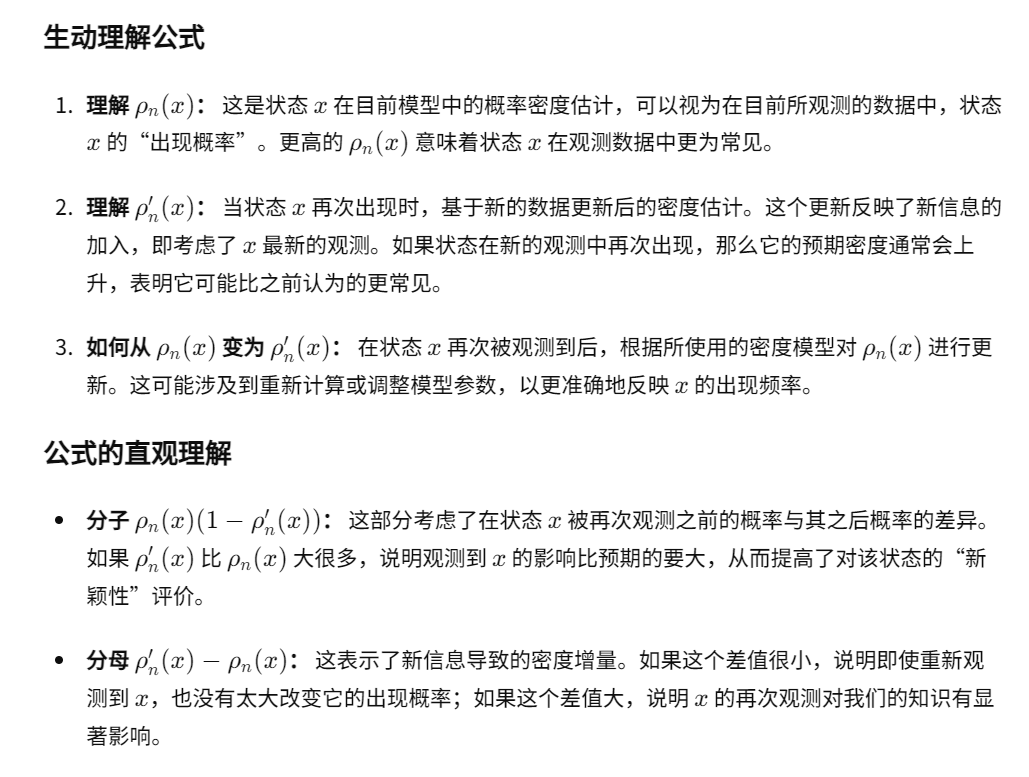 生动理解公式
1. 理解 ρₙ(x)： 这是状态 x 在目前模型中的概率密度估计，可以视为在目前所观测的数据中，状态
x 的“出现概率”。更高的 ρₙ(x) 意味着状态 x 在观测数据中更为常见。
2. 理解 ρ′ₙ(x)： 当状态 x 再次出现时，基于新的数据更新后的密度估计。这个更新反映了新信息的
加入，即考虑了 x 最新的观测。如果状态在新的观测中再次出现，那么它的预期密度通常会上
升，表明它可能比之前认为的更常见。
3. 如何从 ρₙ(x) 变为 ρ′ₙ(x)： 在状态 x 再次被观测到后，根据所使用的密度模型对 ρₙ(x) 进行更
新。这可能涉及到重新计算或调整模型参数，以更准确地反映 x 的出现频率。
公式的直观理解
• 分子 ρₙ(x)(1 − ρ′ₙ(x))： 这部分考虑了在状态 x 被再次观测之前的概率与其之后概率的差异。
如果 ρ′ₙ(x) 比 ρₙ(x) 大很多，说明观测到 x 的影响比预期的要大，从而提高了对该状态的“新
颖性”评价。
• 分母 ρ′ₙ(x) − ρₙ(x)： 这表示了新信息导致的密度增量。如果这个差值很小，说明即使重新观
测到 x，也没有太大改变它的出现概率；如果这个差值大，说明 x 的再次观测对我们的知识有显
著影响。